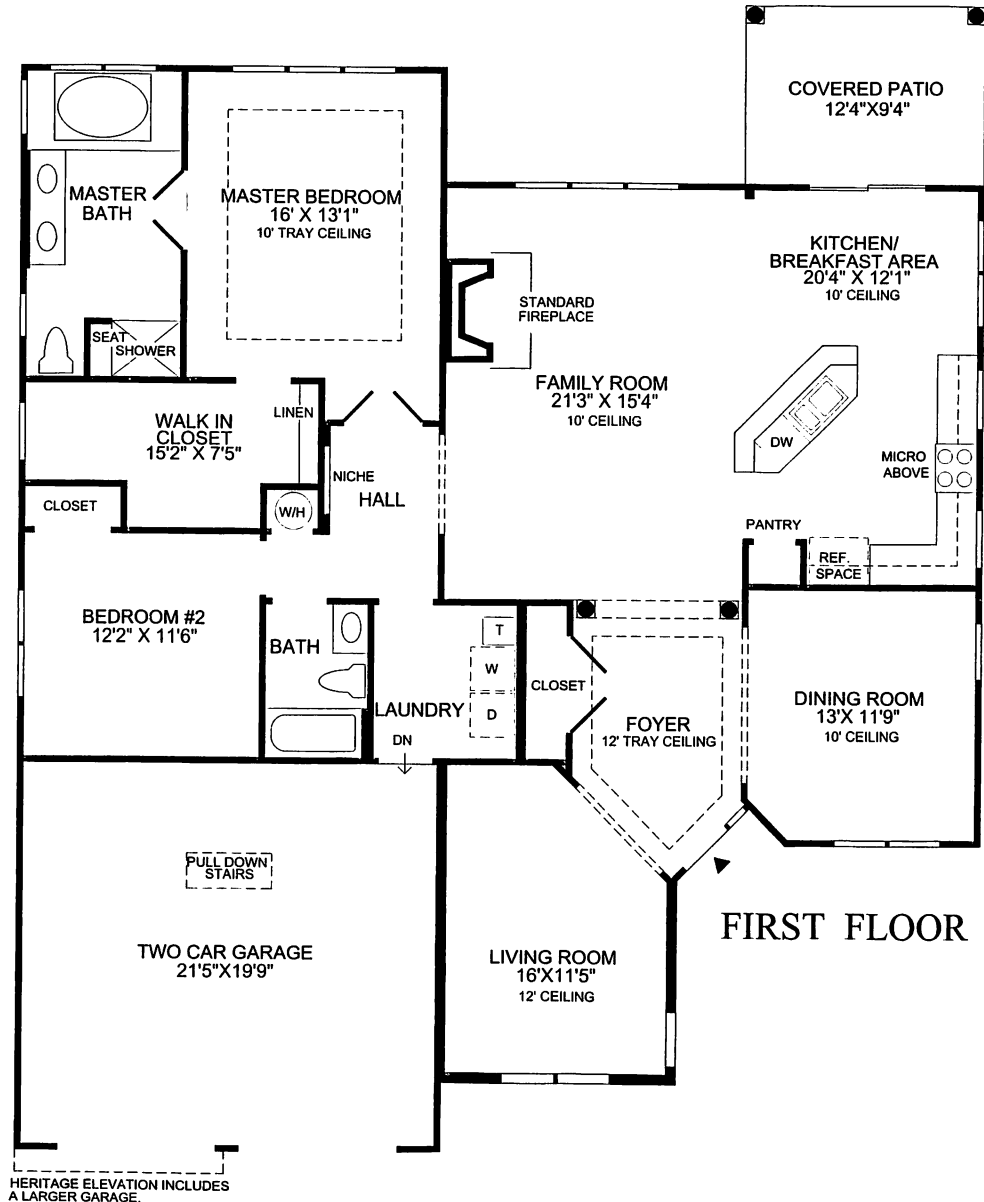 COVERED PATIO
12'4"X9'4"
MASTER
BATH
MASTER BEDROOM
16' X 13'1"
10' TRAY CEILING
KITCHEN/
BREAKFAST AREA
20'4" X 12'1"
10' CEILING
STANDARD
FIREPLACE
SEAT
SHOWER
FAMILY ROOM
21'3" X 15'4"
10' CEILING
WALK IN
CLOSET
15'2" X 7'5"
LINEN
DW
MICRO
ABOVE
NICHE
HALL
CLOSET
W/H
PANTRY
REF.
SPACE
BEDROOM #2
12'2" X 11'6"
BATH
T
W
D
LAUNDRY
DN
CLOSET
FOYER
12' TRAY CEILING
DINING ROOM
13'X 11'9"
10' CEILING
PULL DOWN
STAIRS
TWO CAR GARAGE
21'5"X19'9"
LIVING ROOM
16'X11'5"
12' CEILING
FIRST FLOOR
HERITAGE ELEVATION INCLUDES
A LARGER GARAGE.